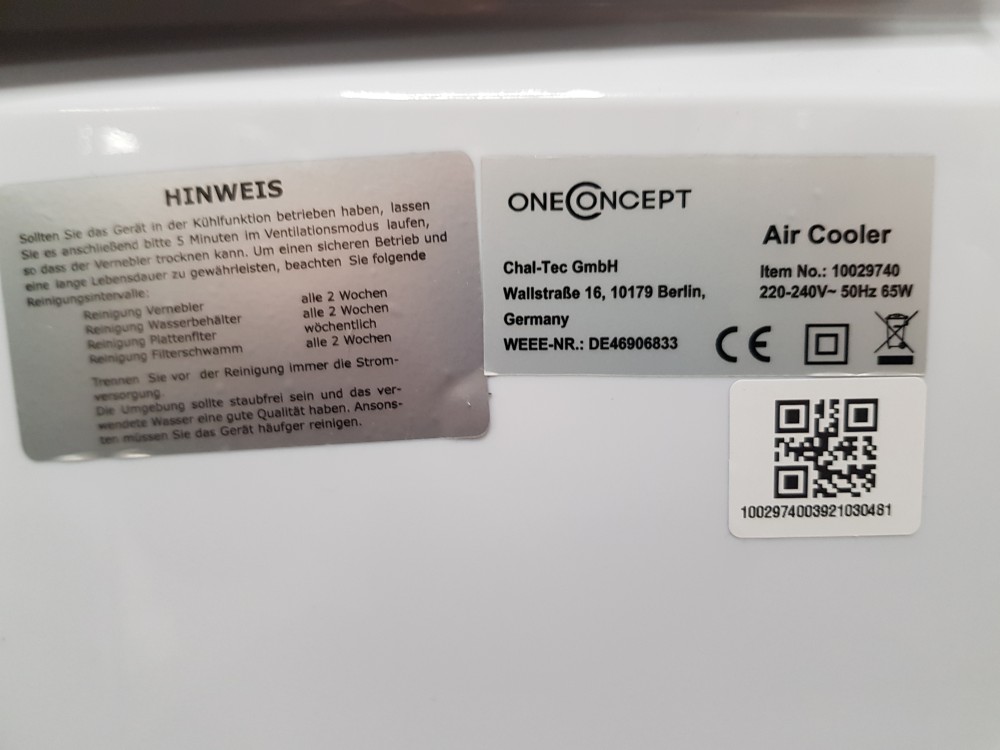 HINWEIS
Sollten Sie das Gerät in der Kühlfunktion betrieben haben, lassen
Sie es anschließend bitte 5 Minuten im Ventilationsmodus laufen,
so dass der Vernebler trocknen kann. Um einen sicheren Betrieb und
eine lange Lebensdauer zu gewährleisten, beachten Sie folgende
Reinigungsintervalle:
Reinigung Vernebler alle 2 Wochen
Reinigung Wasserbehälter alle 2 Wochen
Reinigung Plattenflter wöchentlich
Reinigung Filterschwamm alle 2 Wochen
Trennen Sie vor der Reinigung immer die Strom-
versorgung.
Die Umgebung sollte staubfrei sein und das ver-
wendete Wasser eine gute Qualität haben. Ansons-
ten müssen Sie das Gerät häufger reinigen.
ONECONCEPT
Air Cooler
Chal-Tec GmbH
Wallstraße 16, 10179 Berlin,
Germany
WEEE-NR.: DE46906833
Item No.: 10029740
220-240V~ 50Hz 65W
CE
1002974003921030481